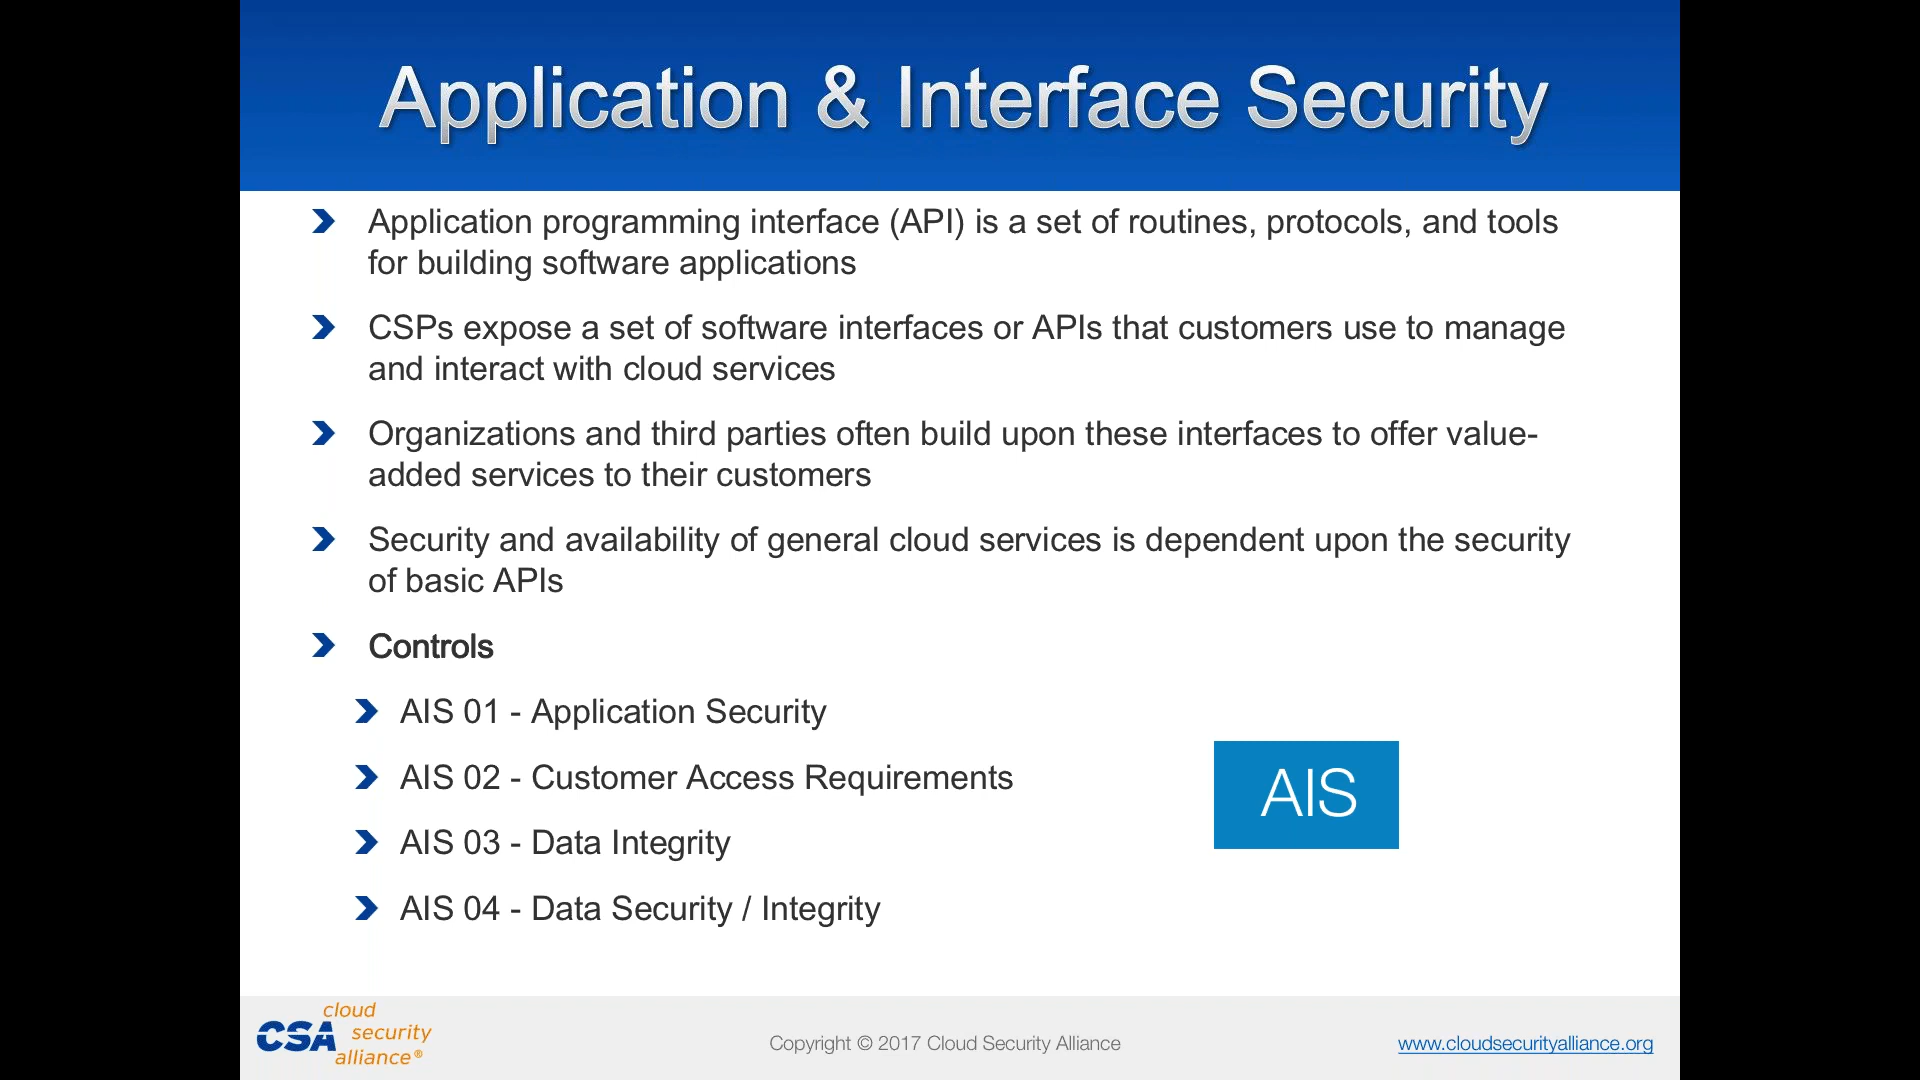 Application & Interface Security
Application programming interface (API) is a set of routines, protocols, and tools
for building software applications
CSPs expose a set of software interfaces or APIs that customers use to manage
and interact with cloud services
Organizations and third parties often build upon these interfaces to offer value-
added services to their customers
Security and availability of general cloud services is dependent upon the security
of basic APIs
Controls
AIS 01 - Application Security
AIS 02 - Customer Access Requirements
AIS 03 - Data Integrity
AIS 04 - Data Security / Integrity
AIS
cloud
CSA security
alliance®
Copyright © 2017 Cloud Security Alliance
www.cloudsecurityalliance.org